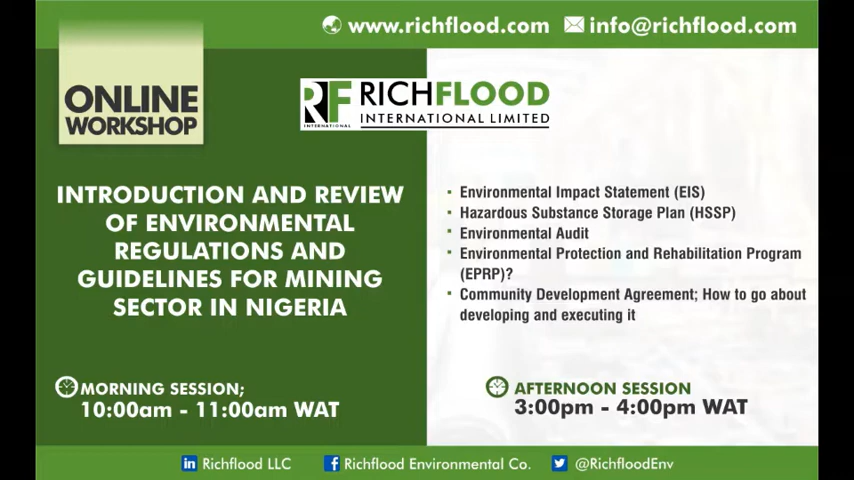 www.richflood.com info@richflood.com
ONLINE
WORKSHOP
RF
INTERNATIONAL
RICHFLOOD
INTERNATIONAL LIMITED
INTRODUCTION AND REVIEW
OF ENVIRONMENTAL
REGULATIONS AND
GUIDELINES FOR MINING
SECTOR IN NIGERIA
MORNING SESSION;
10:00am - 11:00am WAT
▪ Environmental Impact Statement (EIS)
▪ Hazardous Substance Storage Plan (HSSP)
▪ Environmental Audit
▪ Environmental Protection and Rehabilitation Program
(EPRP)?
▪ Community Development Agreement; How to go about
developing and executing it
AFTERNOON SESSION
3:00pm - 4:00pm WAT
in Richflood LLC f Richflood Environmental Co. @RichfloodEnv